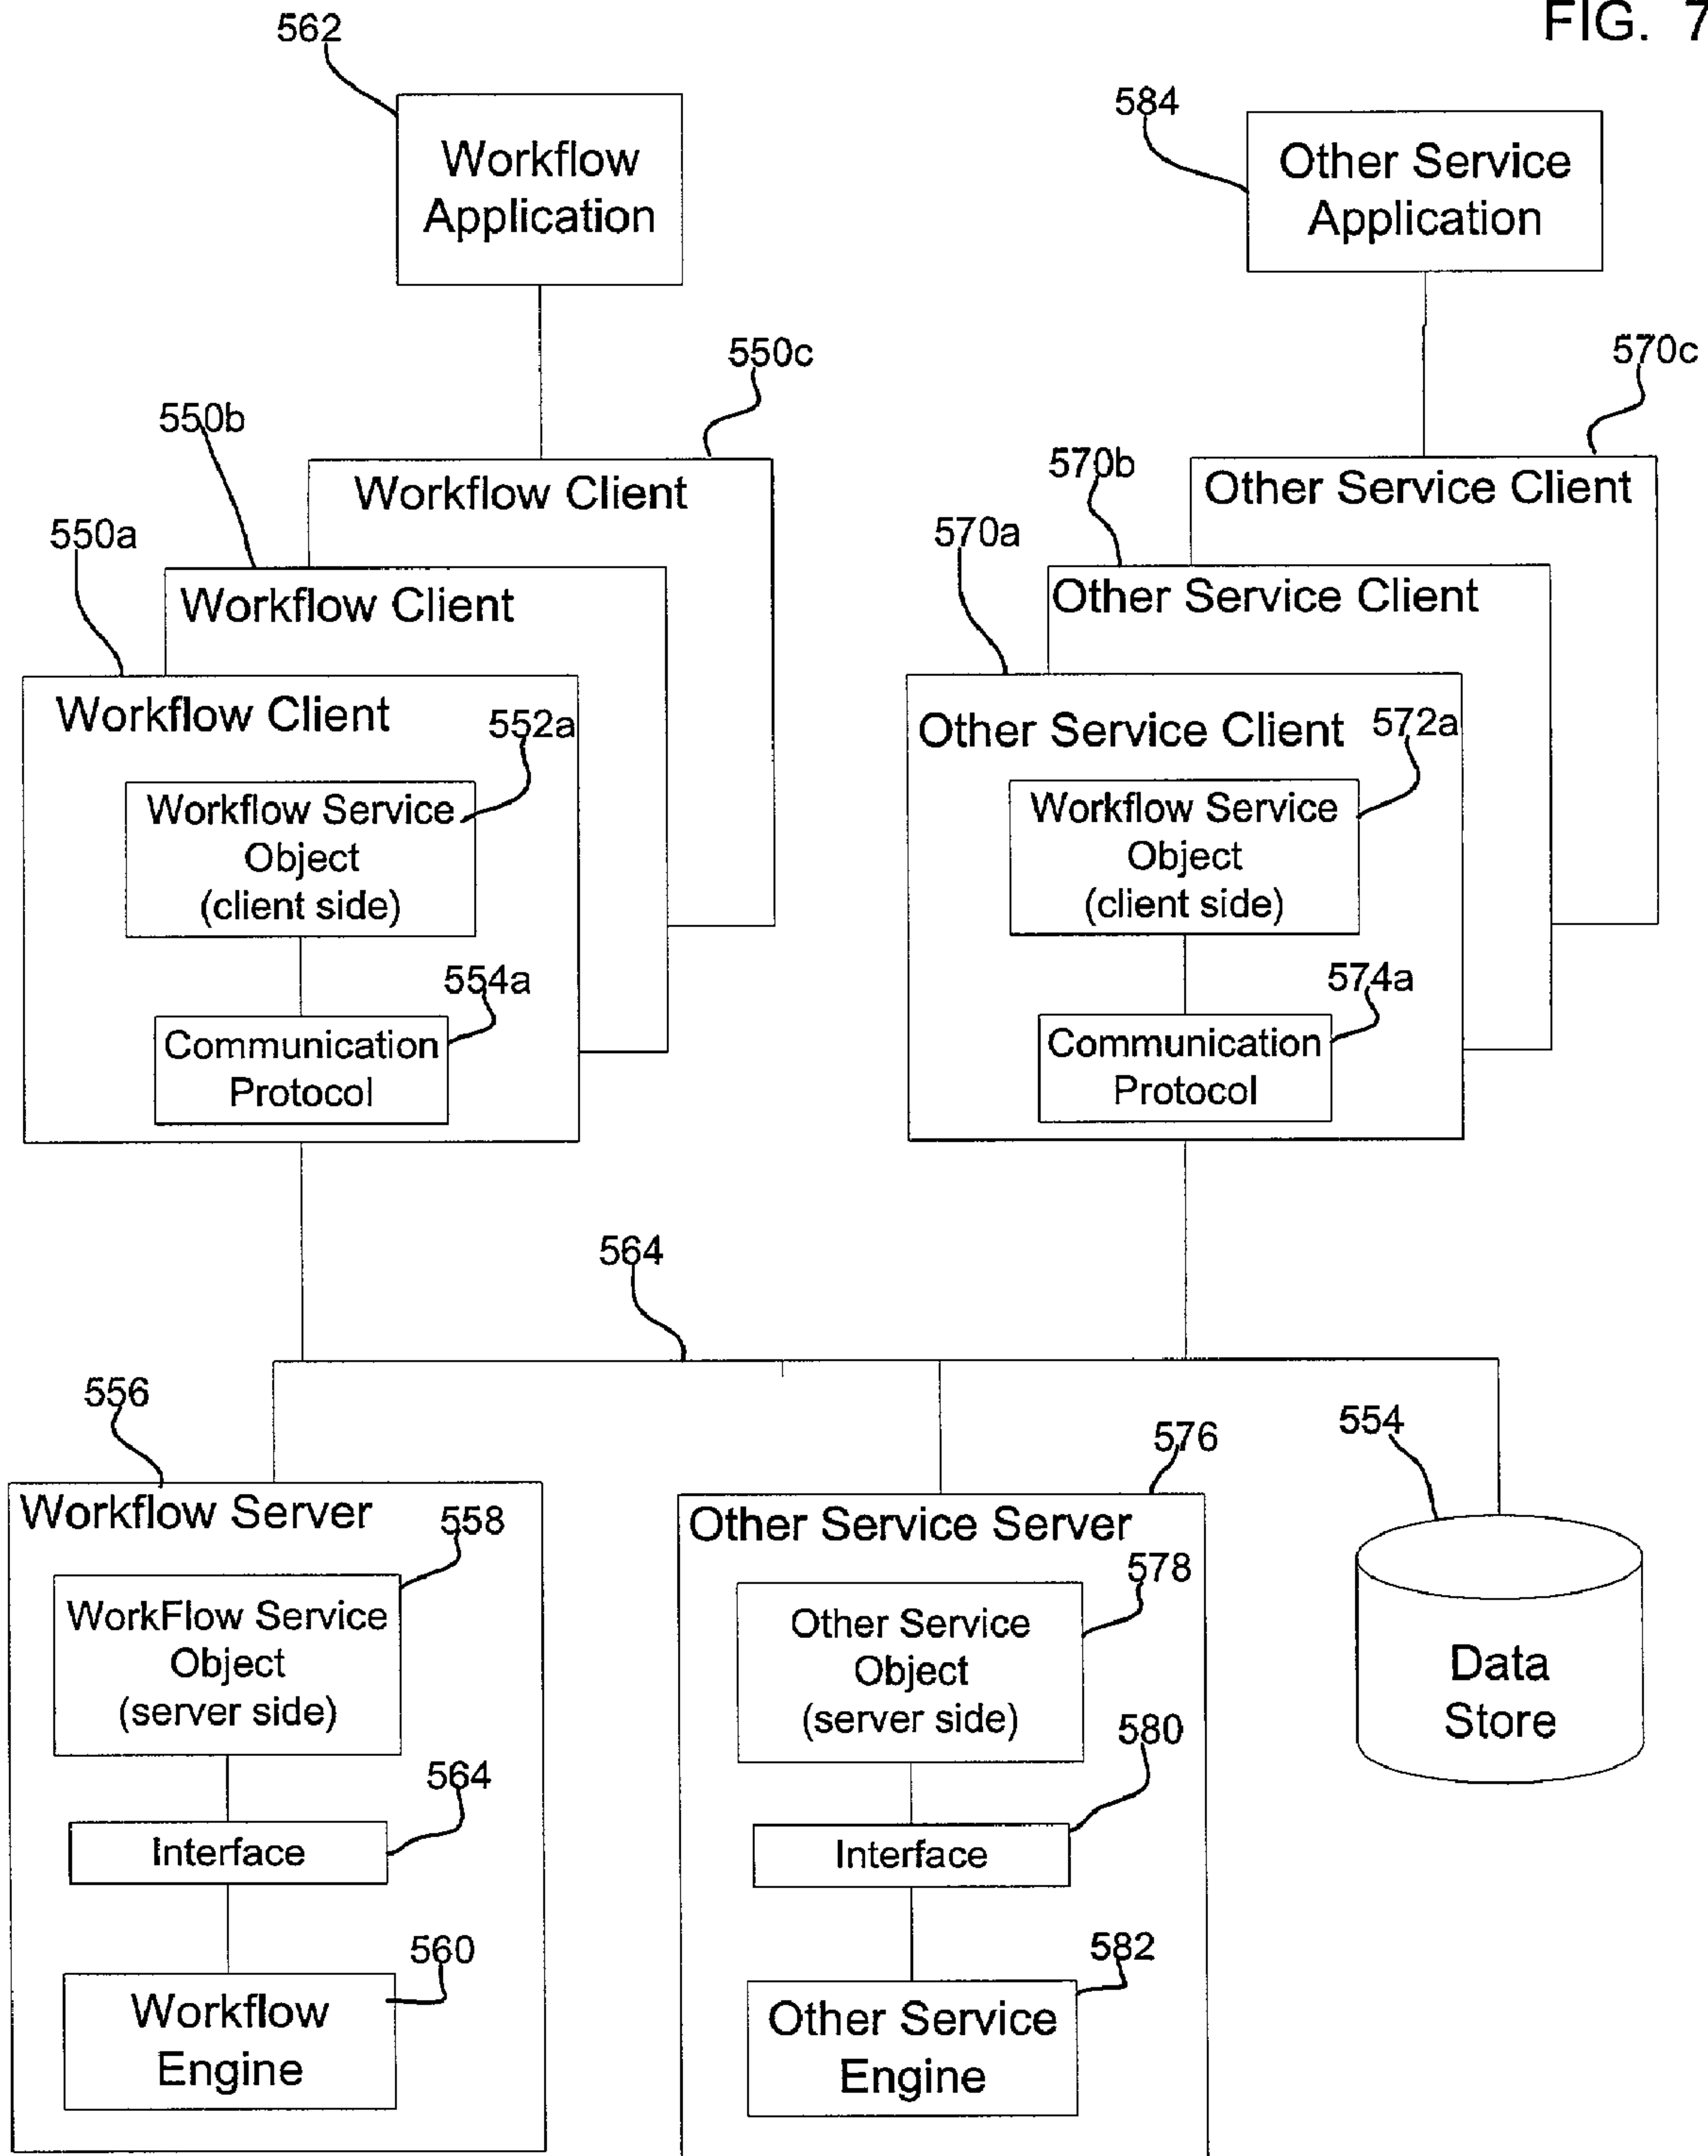 FIG. 7
562
Workflow
Application
584
Other Service
Application
550c
Workflow Client
550b
Workflow Client
550a
Workflow Client
552a
Workflow Service
Object
(client side)
554a
Communication
Protocol
570c
Other Service Client
570b
Other Service Client
570a
Other Service Client
572a
Workflow Service
Object
(client side)
574a
Communication
Protocol
564
556
Workflow Server
558
WorkFlow Service
Object
(server side)
564
Interface
560
Workflow
Engine
576
Other Service Server
578
Other Service
Object
(server side)
580
Interface
582
Other Service
Engine
554
Data
Store